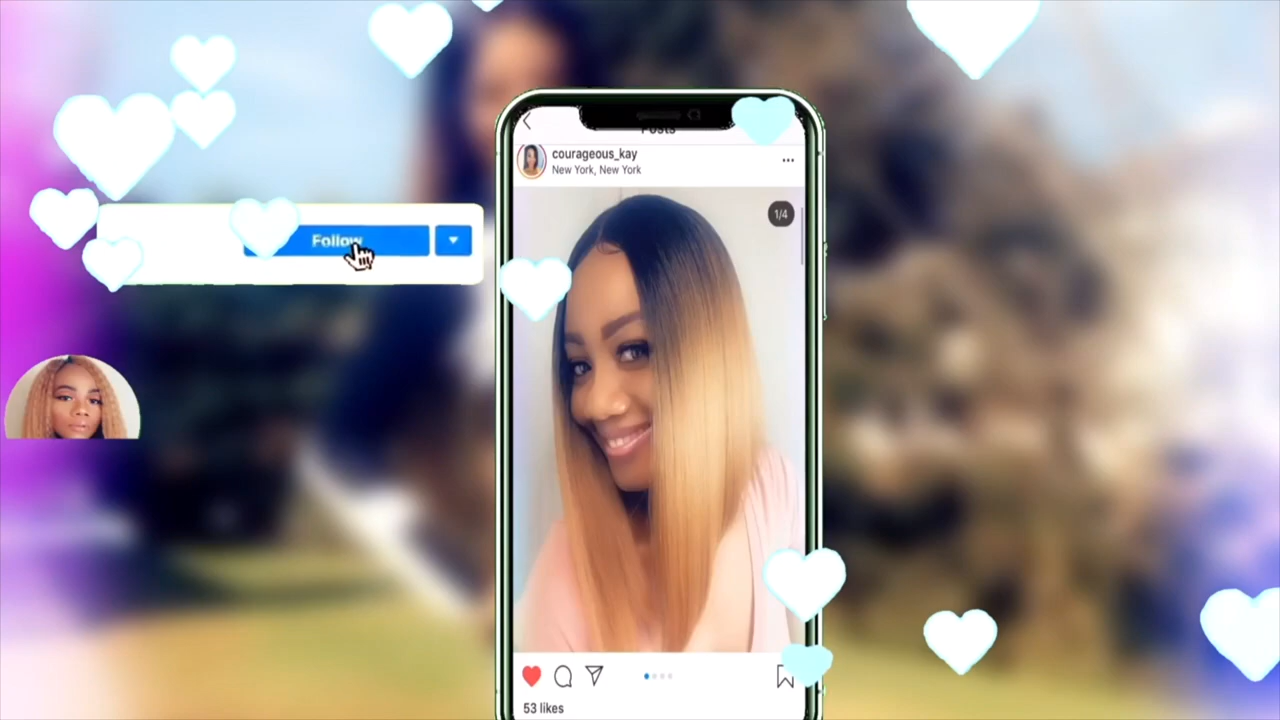 Posts
courageous_kay
New York, New York
1/4
Follow
53 likes